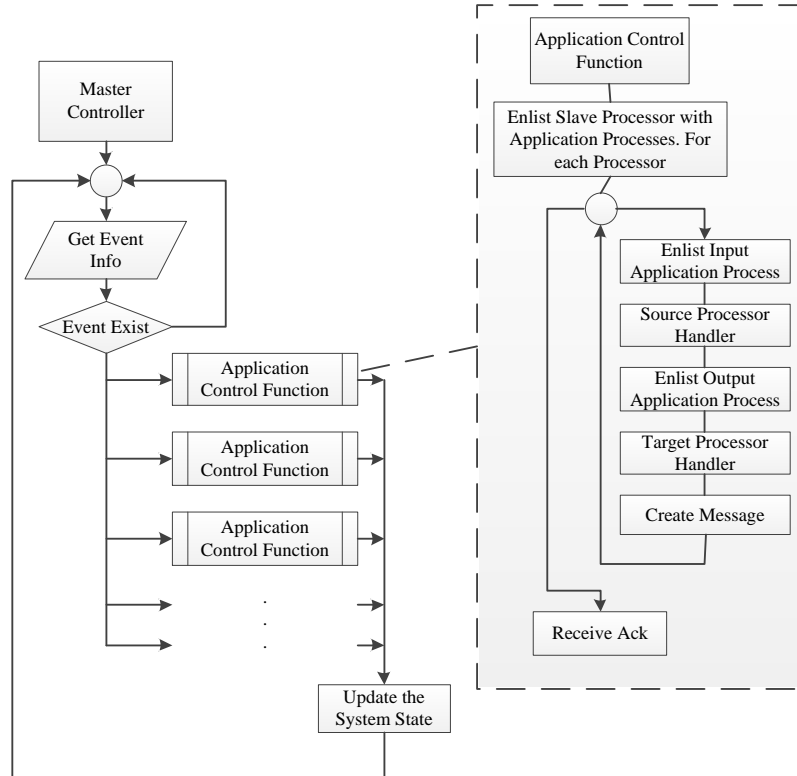 Master
Controller
Get Event
Info
Event Exist
Application
Control Function
Application
Control Function
Application
Control Function
.
.
.
Update the
System State
Application Control
Function
Enlist Slave Processor with
Application Processes. For
each Processor
Enlist Input
Application Process
Source Processor
Handler
Enlist Output
Application Process
Target Processor
Handler
Create Message
Receive Ack